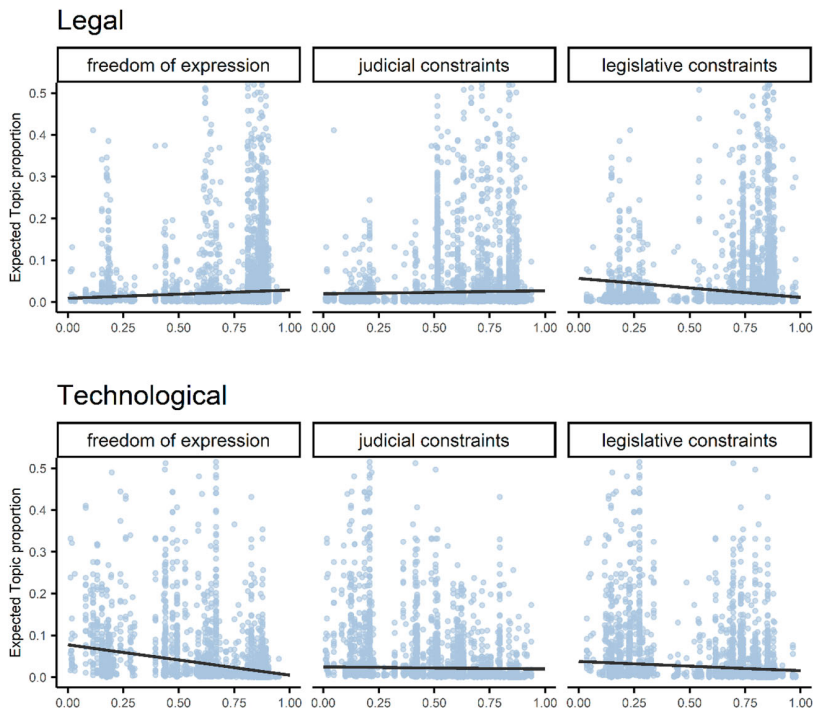 Legal
freedom of expression judicial constraints legislative constraints
Expected Topic proportion
0.5
0.4
0.3
0.2
0.1
0.0
0.00 0.25 0.50 0.75 1.00 0.00 0.25 0.50 0.75 1.00 0.00 0.25 0.50 0.75 1.00
Technological
freedom of expression judicial constraints legislative constraints
Expected Topic proportion
0.5
0.4
0.3
0.2
0.1
0.0
0.00 0.25 0.50 0.75 1.00 0.00 0.25 0.50 0.75 1.00 0.00 0.25 0.50 0.75 1.00